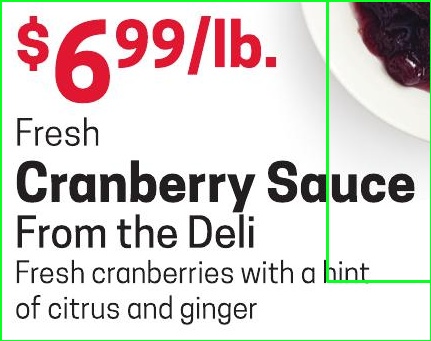 $6.99/lb.
Fresh
Cranberry Sauce
From the Deli
Fresh cranberries with a hint
of citrus and ginger